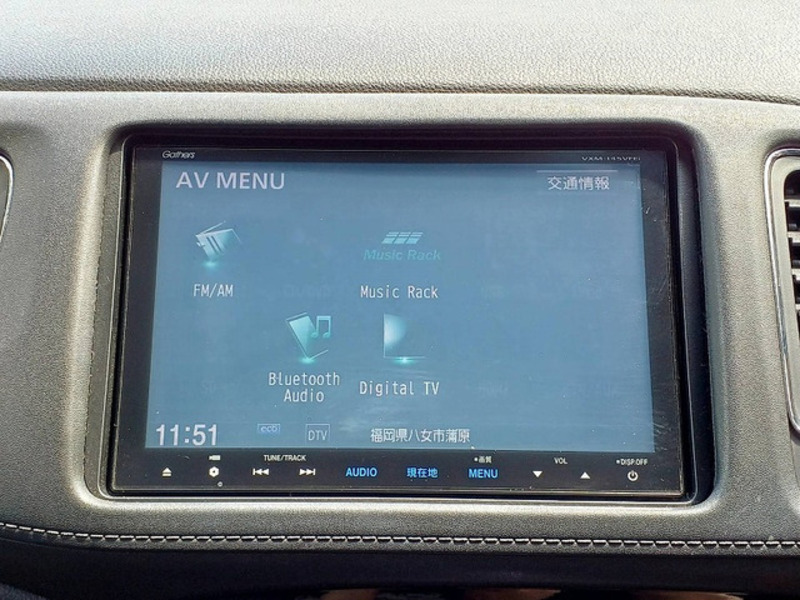 Gathers
AV MENU
交通情報
Music Rack
FM/AM
Music Rack
Bluetooth
Audio
Digital TV
11:51
DTV
福岡県八女市蒲原
TUNE/TRACK
AUDIO
現在地
●画質
MENU
VOL
●DISP.OFF